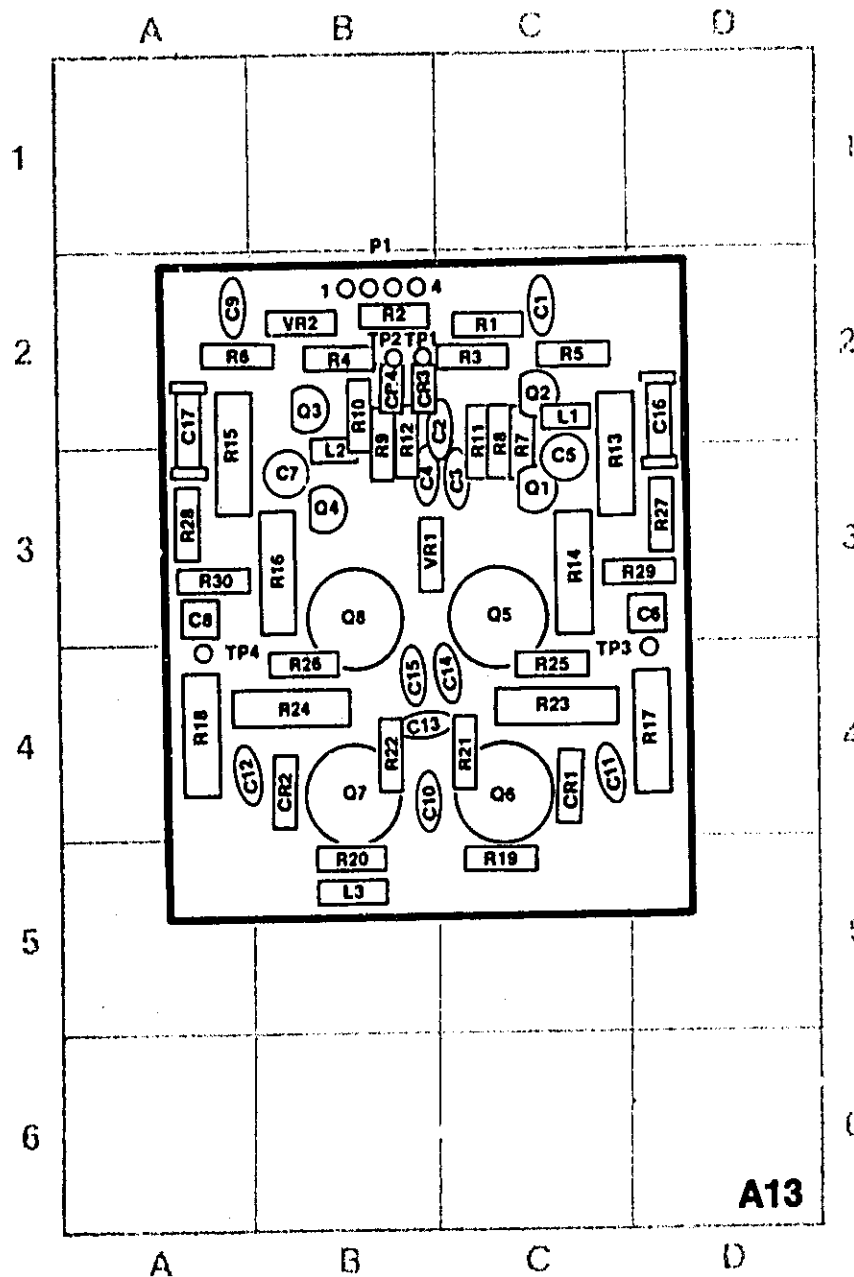 A B C D
1 1
P1
1 4
C9 C1
VR2 R2 R1
2 TP2 TP1 2
R6 R4 R3 R5
CR4 CR3
Q3 R10 Q2
C17 C2 L1 C16
R15 R9 R12 R11 R8 R7 R13
L2
C7 C4 C3 C5
Q4 Q1
R28 R27
3 VR1 3
R16 R14
R30 R29
C8 Q8 Q5 C6
TP4 TP3
R26 C15 C14 R25
R18 R24 R23 R17
C13
4 R22 R21 4
C12 CR2 Q7 C10 Q6 CR1 C11
R20 R19
L3
5 5
6 6
A13
A B C D